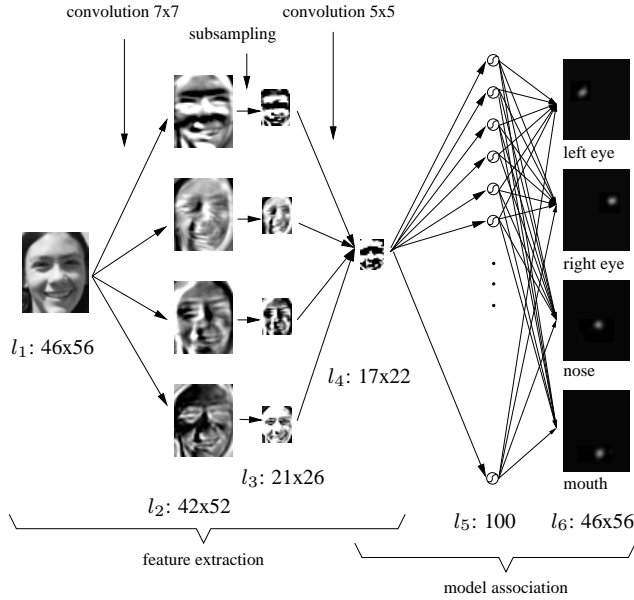 convolution 7x7
convolution 5x5
subsampling
left eye
right eye
l1: 46x56
l4: 17x22
nose
l3: 21x26
mouth
l2: 42x52
l5: 100
l6: 46x56
feature extraction
model association